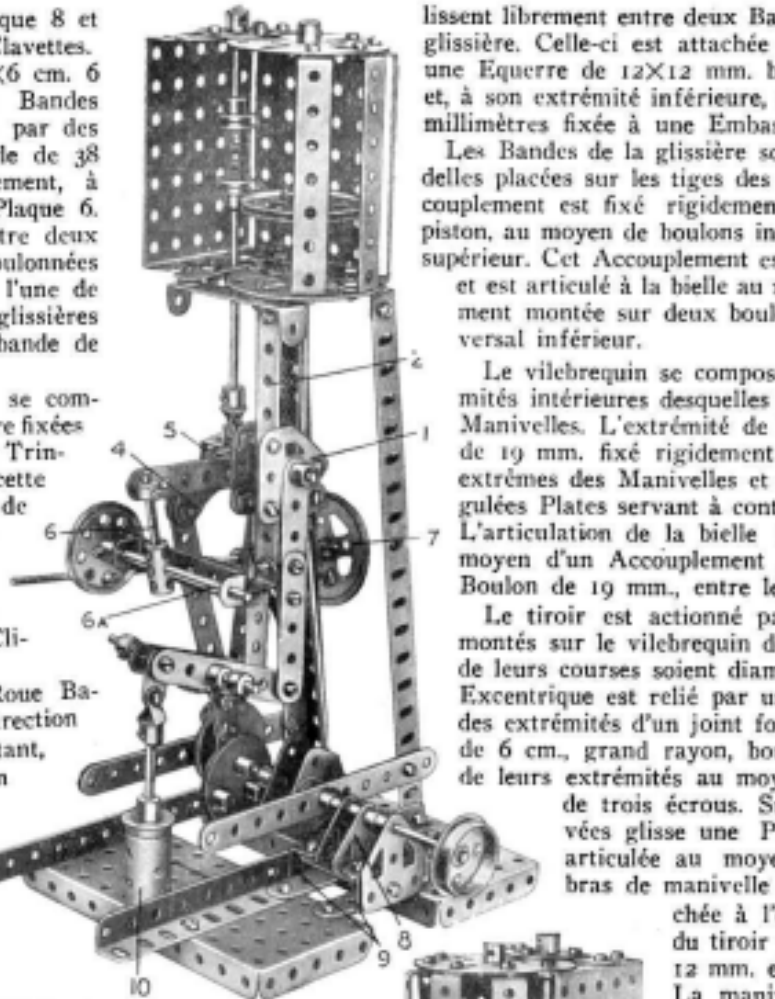 que 8 et
Clavettes.
×6 cm. 6
Bandes
par des
le de 38
ement, à
Plaque 6.
tre deux
oulonnées
l'une de
glissières
bande de
se com-
re fixées
Trin-
cette
de
Cli-
Roue Ba-
rection
tant,
n
2
1
5
4
6
7
6A
8
9
10
lissent librement entre deux Ba
glissière. Celle-ci est attachée
une Equerre de 12×12 mm. b
et, à son extrémité inférieure,
millimètres fixée à une Emba
Les Bandes de la glissière so
delles placées sur les tiges des
couplement est fixé rigidemen
piston, au moyen de boulons in
supérieur. Cet Accouplement es
et est articulé à la bielle au
ment montée sur deux boul
versal inférieur.
Le vilebrequin se compos
mités intérieures desquelles
Manivelles. L'extrémité de
de 19 mm. fixé rigidement
extrêmes des Manivelles et
gulées Plates servant à cont
L'articulation de la bielle
moyen d'un Accouplement
Boulon de 19 mm., entre le
Le tiroir est actionné pa
montés sur le vilebrequin d
de leurs courses soient diam
Excentrique est relié par u
des extrémités d'un joint fo
de 6 cm., grand rayon, bo
de leurs extrémités au moy
de trois écrous. S
vées glisse une P
articulée au moye
bras de manivelle
chée à l'
du tiroir
12 mm. e
La mani